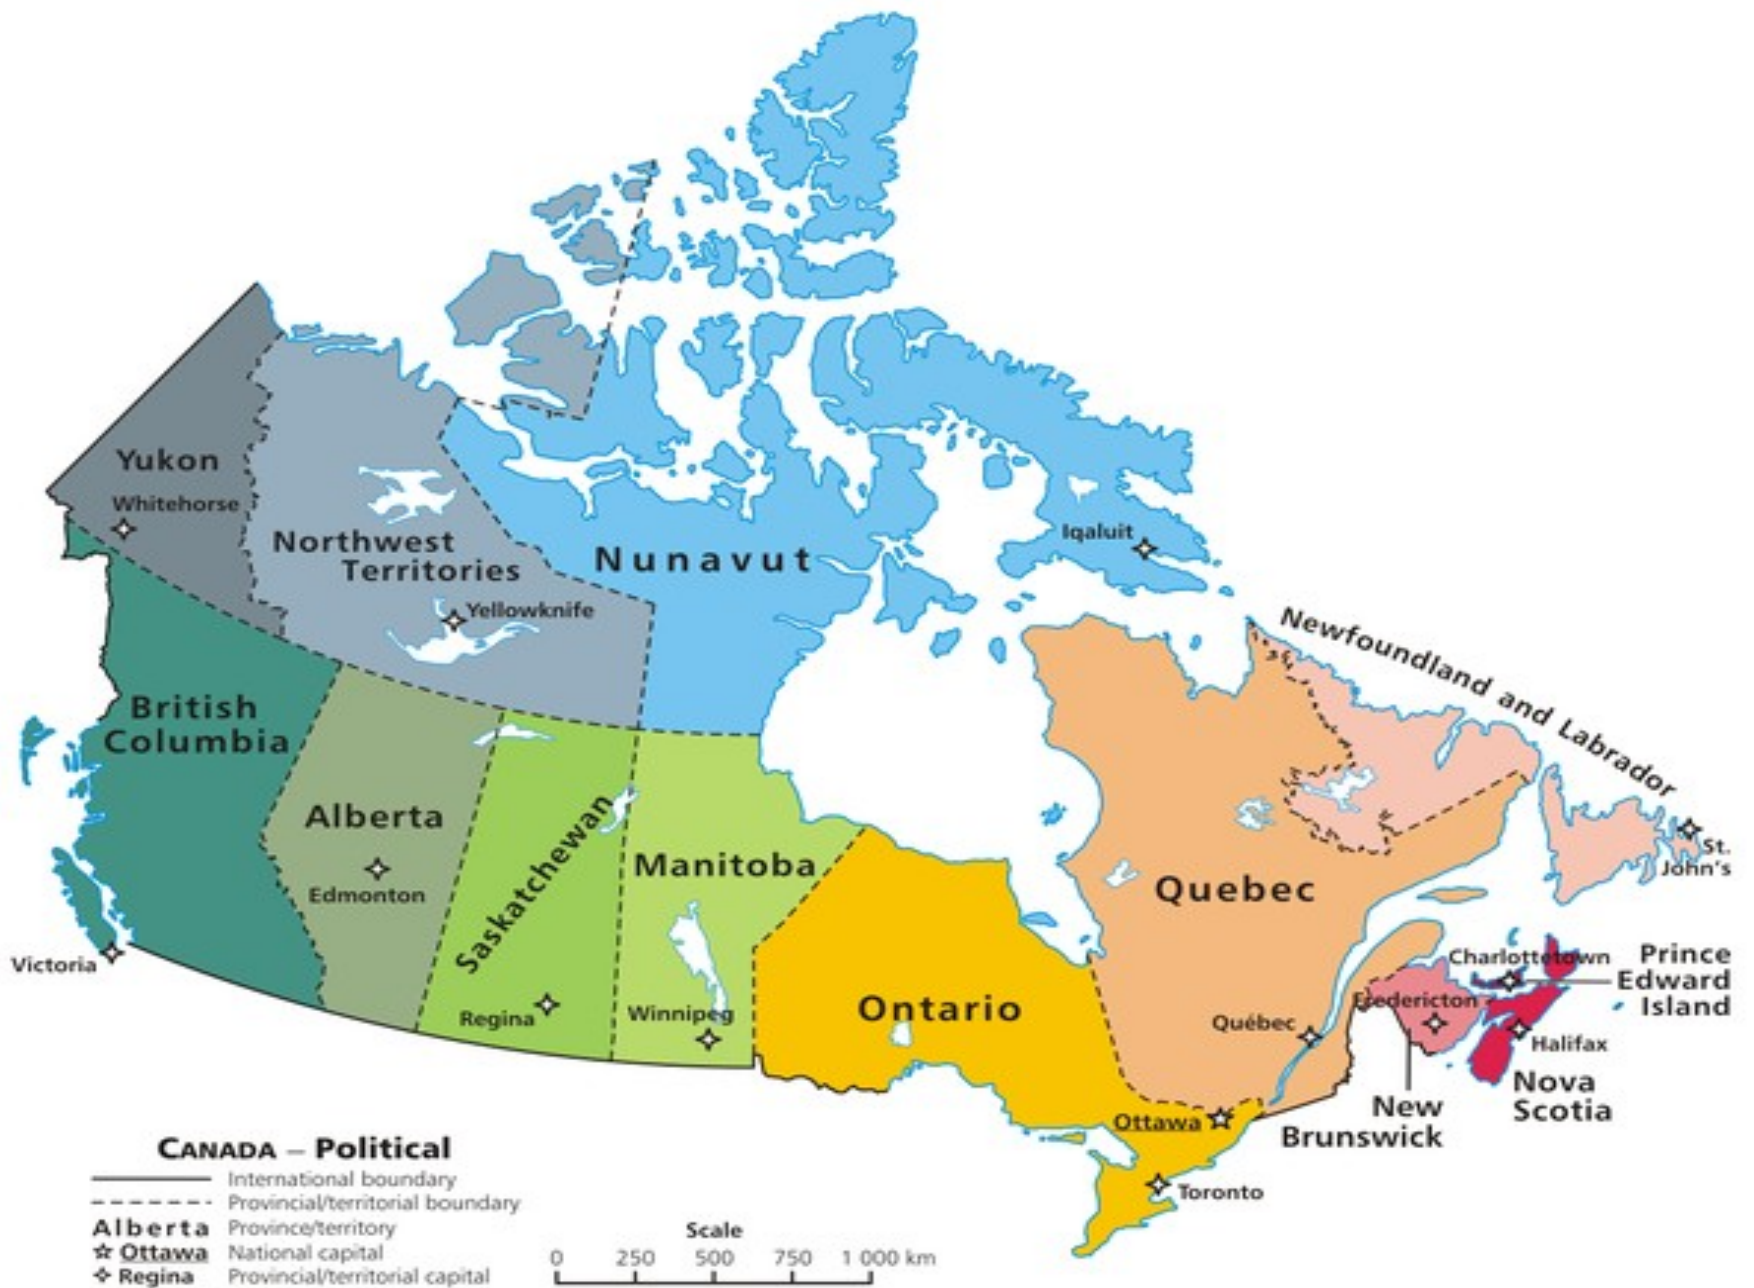 Yukon
Whitehorse
Northwest
Territories
Yellowknife
Nunavut
Iqaluit
Newfoundland and Labrador
British
Columbia
Alberta
Edmonton
Saskatchewan
Manitoba
Quebec
St.
John's
Victoria
Regina
Winnipeg
Ontario
Québec
Charlottetown
Prince
Edward
Island
Fredericton
Halifax
Nova
Scotia
New
Brunswick
Ottawa
Toronto
CANADA – Political
International boundary
Provincial/territorial boundary
Alberta Province/territory
Ottawa National capital
Regina Provincial/territorial capital
Scale
0 250 500 750 1 000 km